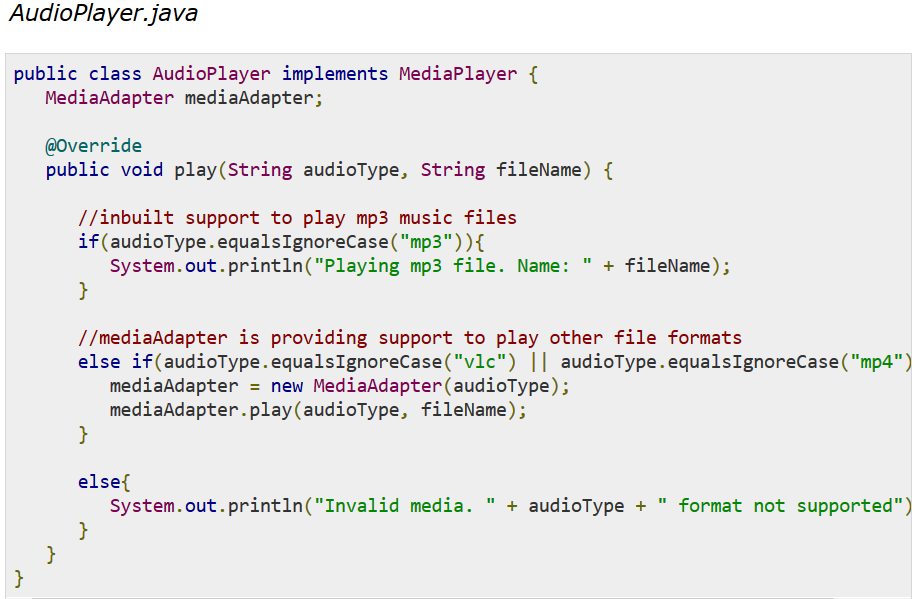 AudioPlayer.java
public class AudioPlayer implements MediaPlayer {
   MediaAdapter mediaAdapter;

   @Override
   public void play(String audioType, String fileName) {

      //inbuilt support to play mp3 music files
      if(audioType.equalsIgnoreCase("mp3")){
         System.out.println("Playing mp3 file. Name: " + fileName);
      }

      //mediaAdapter is providing support to play other file formats
      else if(audioType.equalsIgnoreCase("vlc") || audioType.equalsIgnoreCase("mp4")
         mediaAdapter = new MediaAdapter(audioType);
         mediaAdapter.play(audioType, fileName);
      }

      else{
         System.out.println("Invalid media. " + audioType + " format not supported")
      }
   }
}